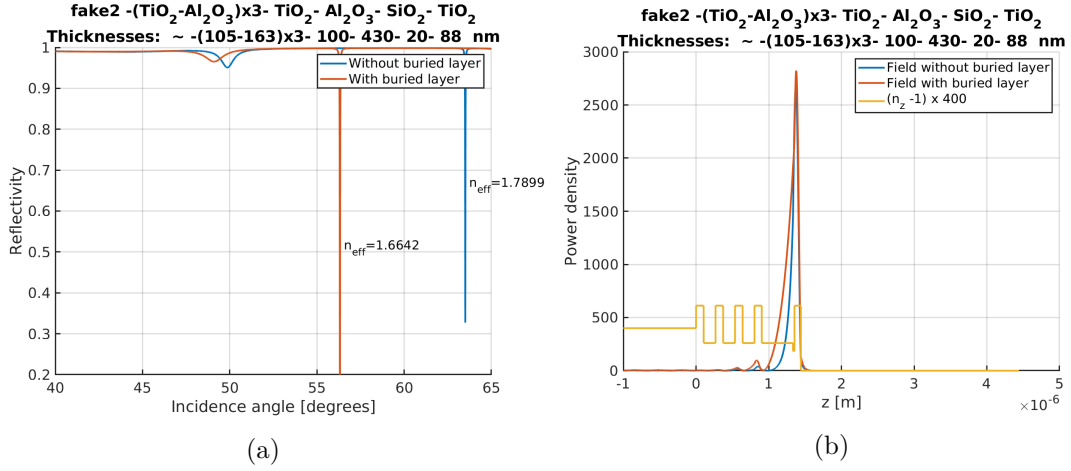 fake2 -(TiO2-Al2O3)x3- TiO2- Al2O3- SiO2- TiO2
Thicknesses: ~ -(105-163)x3- 100- 430- 20- 88 nm
Reflectivity
1
0.9
0.8
0.7
0.6
0.5
0.4
0.3
0.2
Without buried layer
With buried layer
neff=1.7899
neff=1.6642
40
45
50
55
60
65
Incidence angle [degrees]
(a)
fake2 -(TiO2-Al2O3)x3- TiO2- Al2O3- SiO2- TiO2
Thicknesses: ~ -(105-163)x3- 100- 430- 20- 88 nm
Power density
3000
2500
2000
1500
1000
500
0
Field without buried layer
Field with buried layer
(nz -1) x 400
-1
0
1
2
3
4
5
z [m]
×10-6
(b)